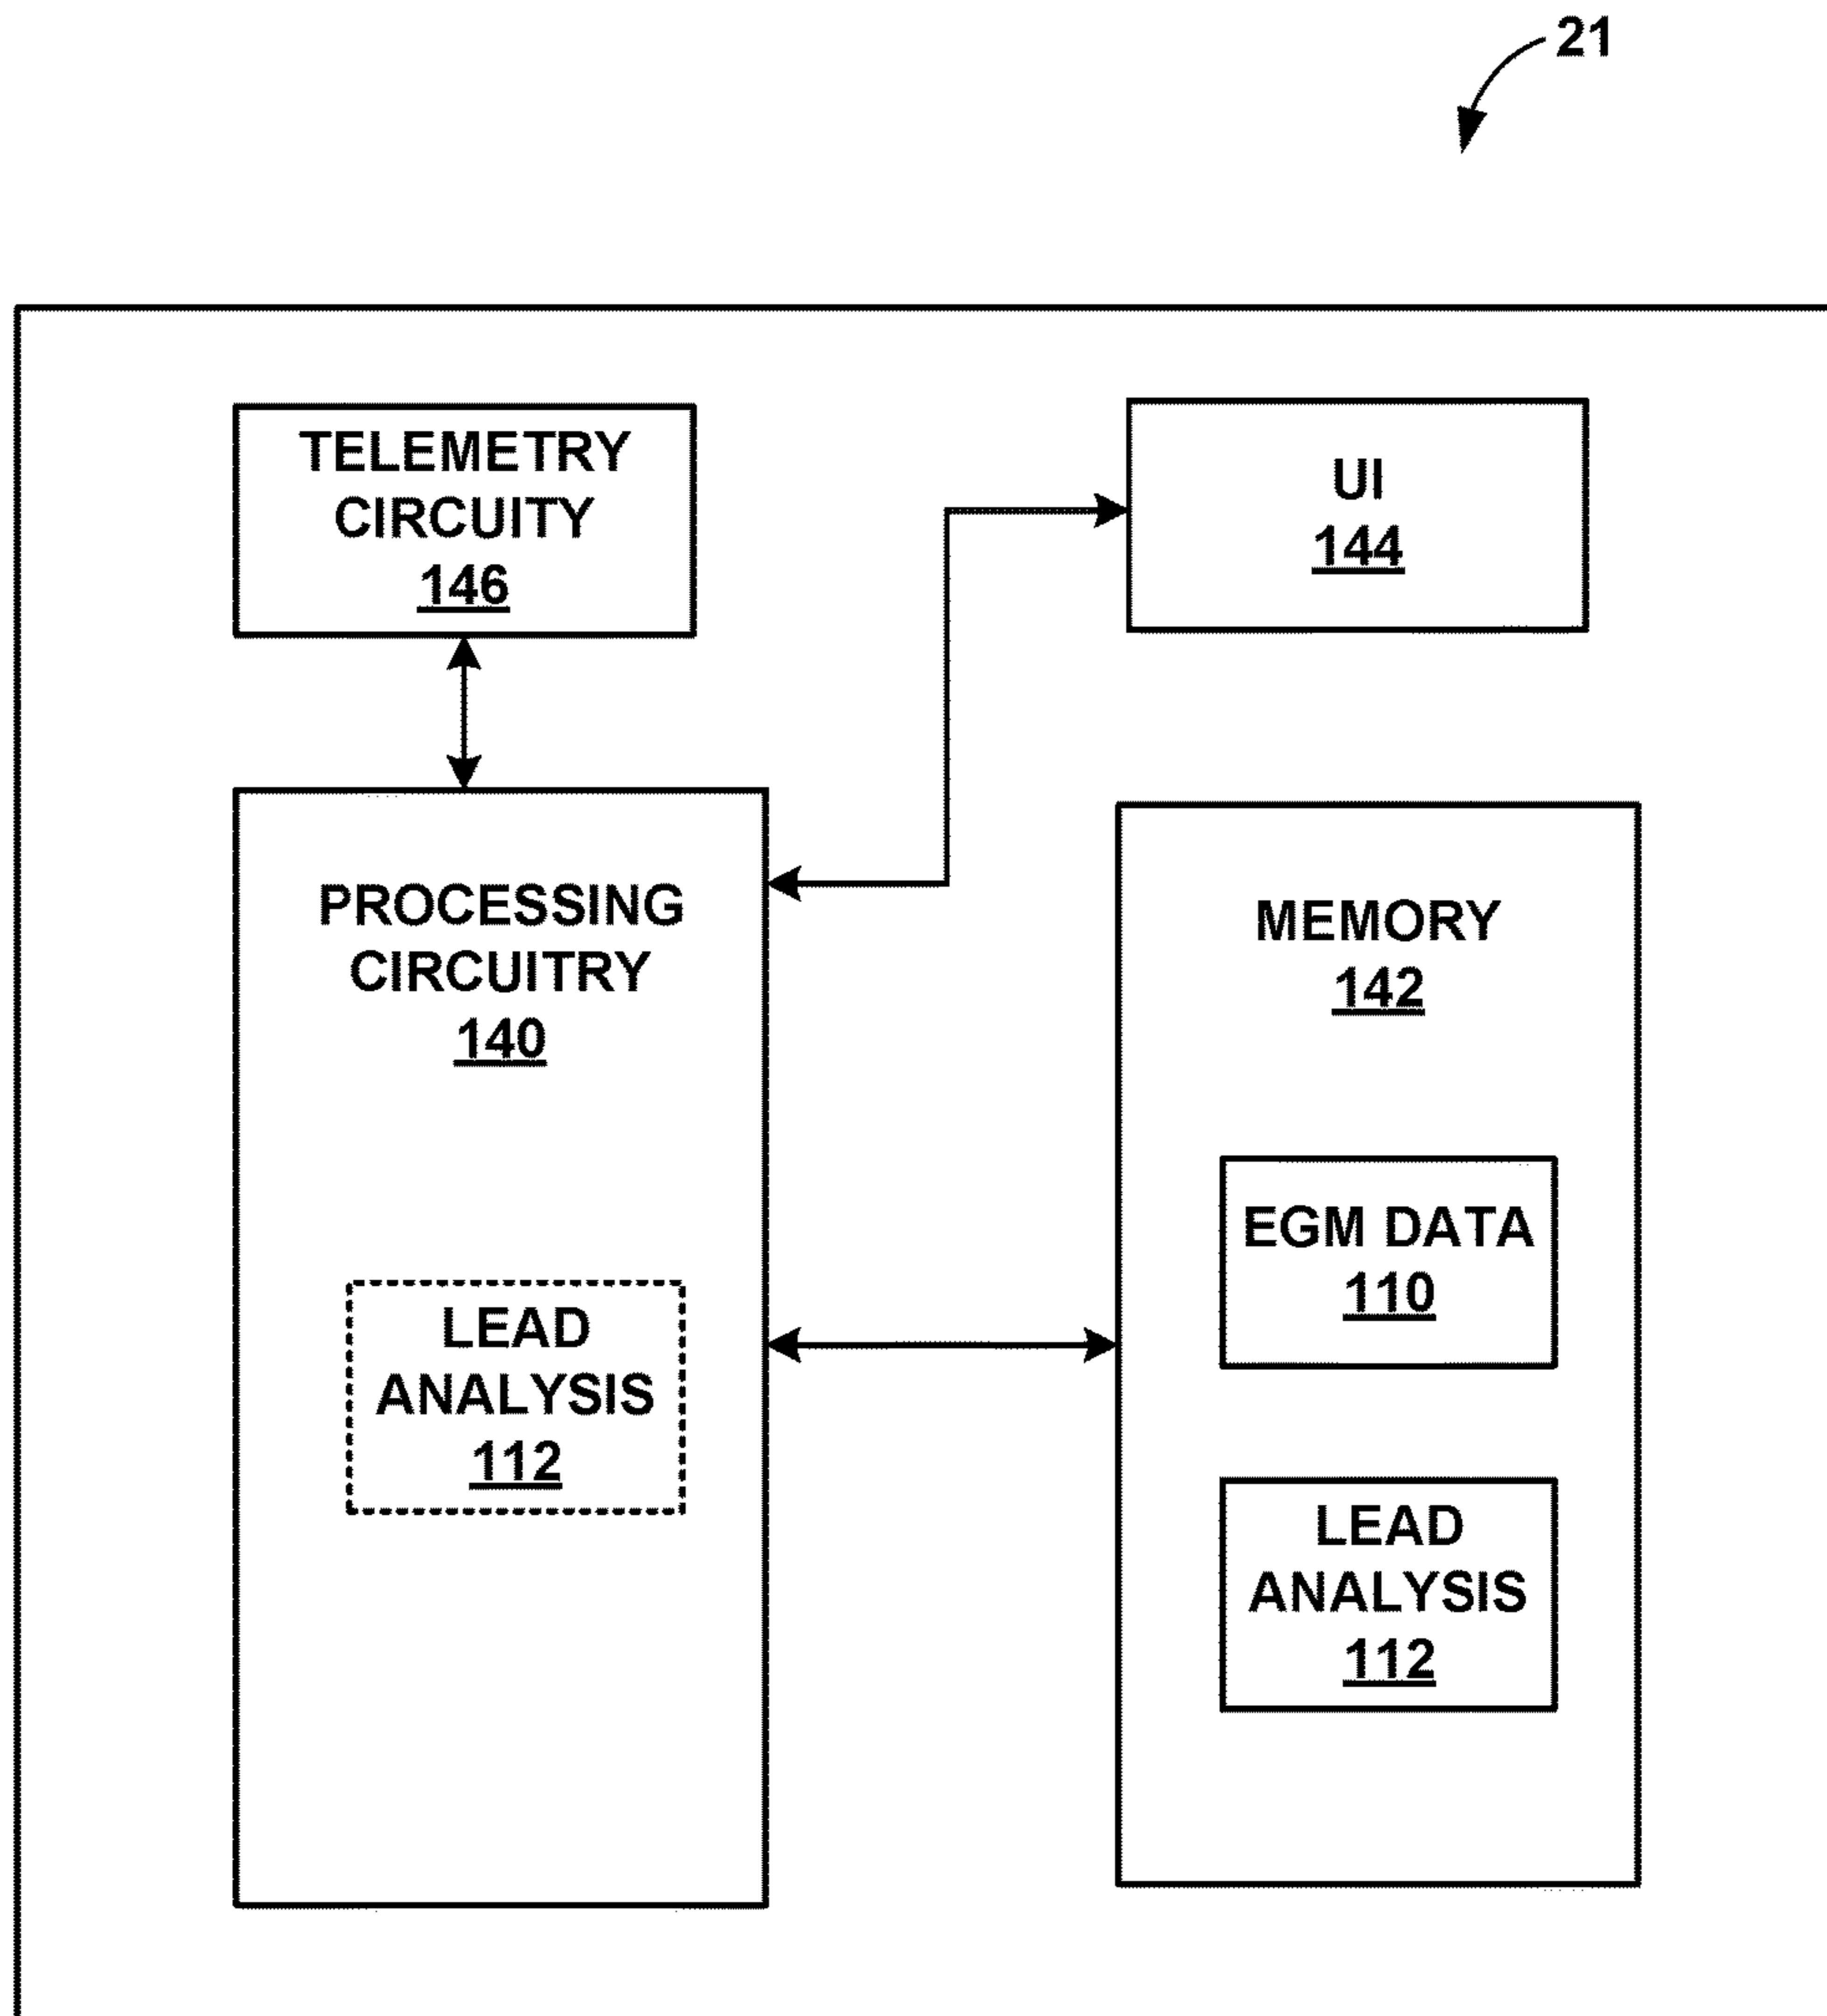 21
TELEMETRY
CIRCUITY
146
UI
144
PROCESSING
CIRCUITRY
140
MEMORY
142
EGM DATA
110
LEAD
ANALYSIS
112
LEAD
ANALYSIS
112